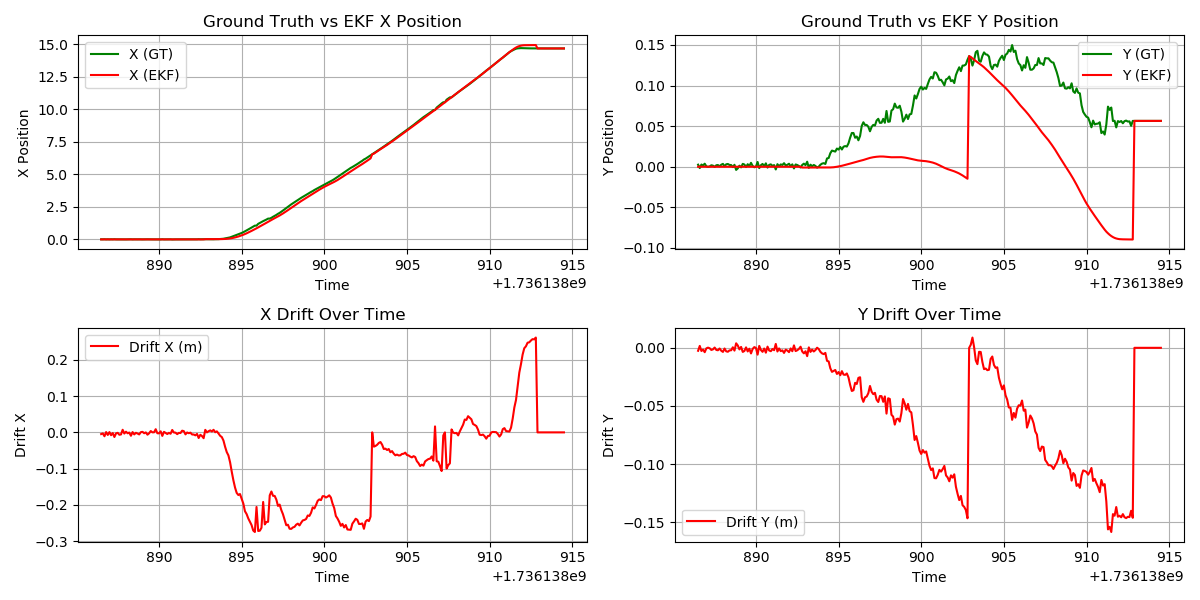 Ground Truth vs EKF X Position
X Position
15.0
12.5
10.0
7.5
5.0
2.5
0.0
X (GT)
X (EKF)
890 895 900 905 910 915
Time
+1.736138e9
Ground Truth vs EKF Y Position
Y Position
0.15
0.10
0.05
0.00
−0.05
−0.10
Y (GT)
Y (EKF)
890 895 900 905 910 915
Time
+1.736138e9
X Drift Over Time
Drift X
0.2
0.1
0.0
−0.1
−0.2
−0.3
Drift X (m)
890 895 900 905 910 915
Time
+1.736138e9
Y Drift Over Time
Drift Y
0.00
−0.05
−0.10
−0.15
Drift Y (m)
890 895 900 905 910 915
Time
+1.736138e9